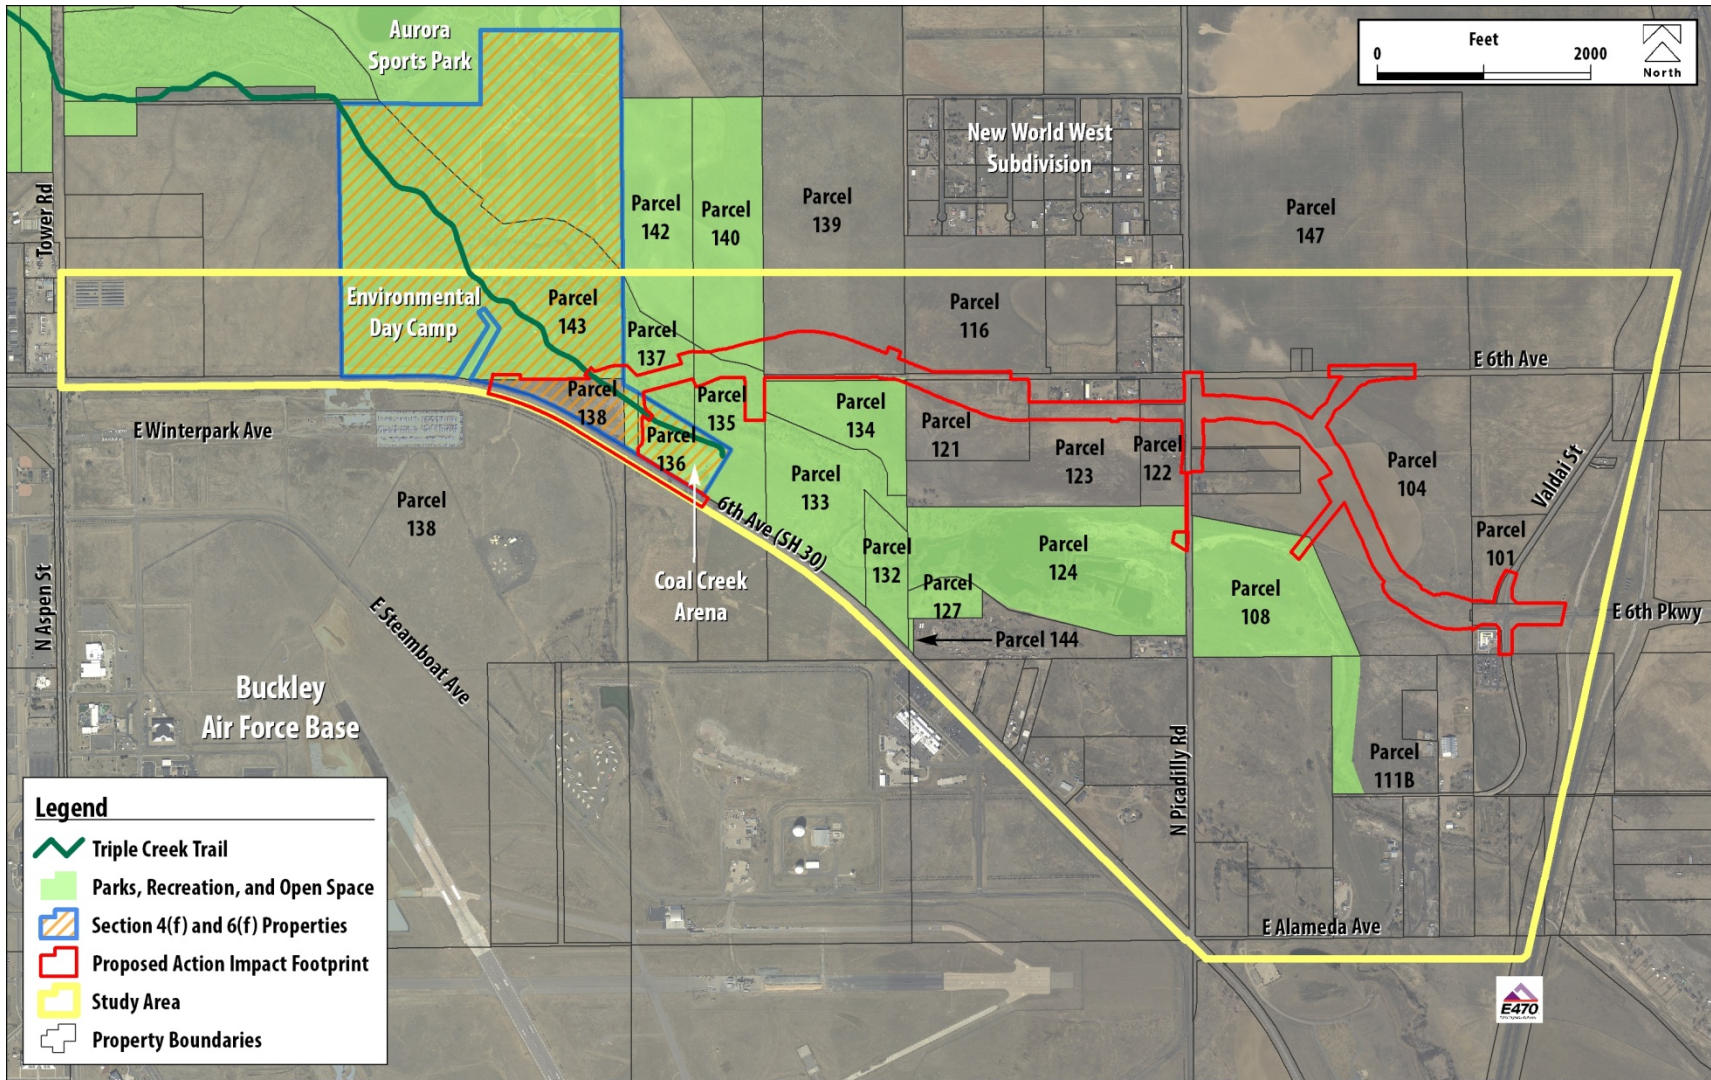 Aurora
Sports Park
Feet
0
2000
North
New World West
Subdivision
Tower Rd
Parcel
142
Parcel
140
Parcel
139
Parcel
147
Environmental
Day Camp
Parcel
143
Parcel
137
Parcel
116
E 6th Ave
E Winterpark Ave
Parcel
138
Parcel
135
Parcel
134
Parcel
136
Parcel
121
Parcel
123
Parcel
122
Parcel
104
Valdai St
Parcel
138
Parcel
133
6th Ave (SH 30)
Parcel
101
Parcel
132
Parcel
124
Coal Creek
Arena
Parcel
127
Parcel
108
E 6th Pkwy
Parcel 144
N Aspen St
E Steamboat Ave
Buckley
Air Force Base
N Picadilly Rd
Parcel
111B
Legend
Triple Creek Trail
Parks, Recreation, and Open Space
Section 4(f) and 6(f) Properties
Proposed Action Impact Footprint
Study Area
Property Boundaries
E Alameda Ave
E470